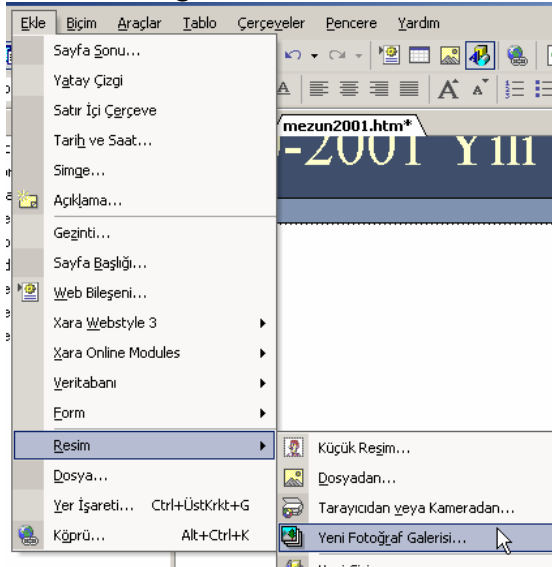 Ekle Biçim Araçlar Tablo Çerçeveler Pencere Yardım
Sayfa Sonu...
Yatay Çizgi
Satır İçi Çerçeve
Tarih ve Saat...
mezun2001.htm*
-2001 Yılı
Simge...
Açıklama...
Gezinti...
Sayfa Başlığı...
Web Bileşeni...
Xara Webstyle 3
Xara Online Modules
Veritabanı
Form
Resim
Küçük Resim...
Dosya...
Dosyadan...
Yer İşareti... Ctrl+ÜstKrkt+G
Tarayıcıdan veya Kameradan...
Köprü... Alt+Ctrl+K
Yeni Fotoğraf Galerisi...